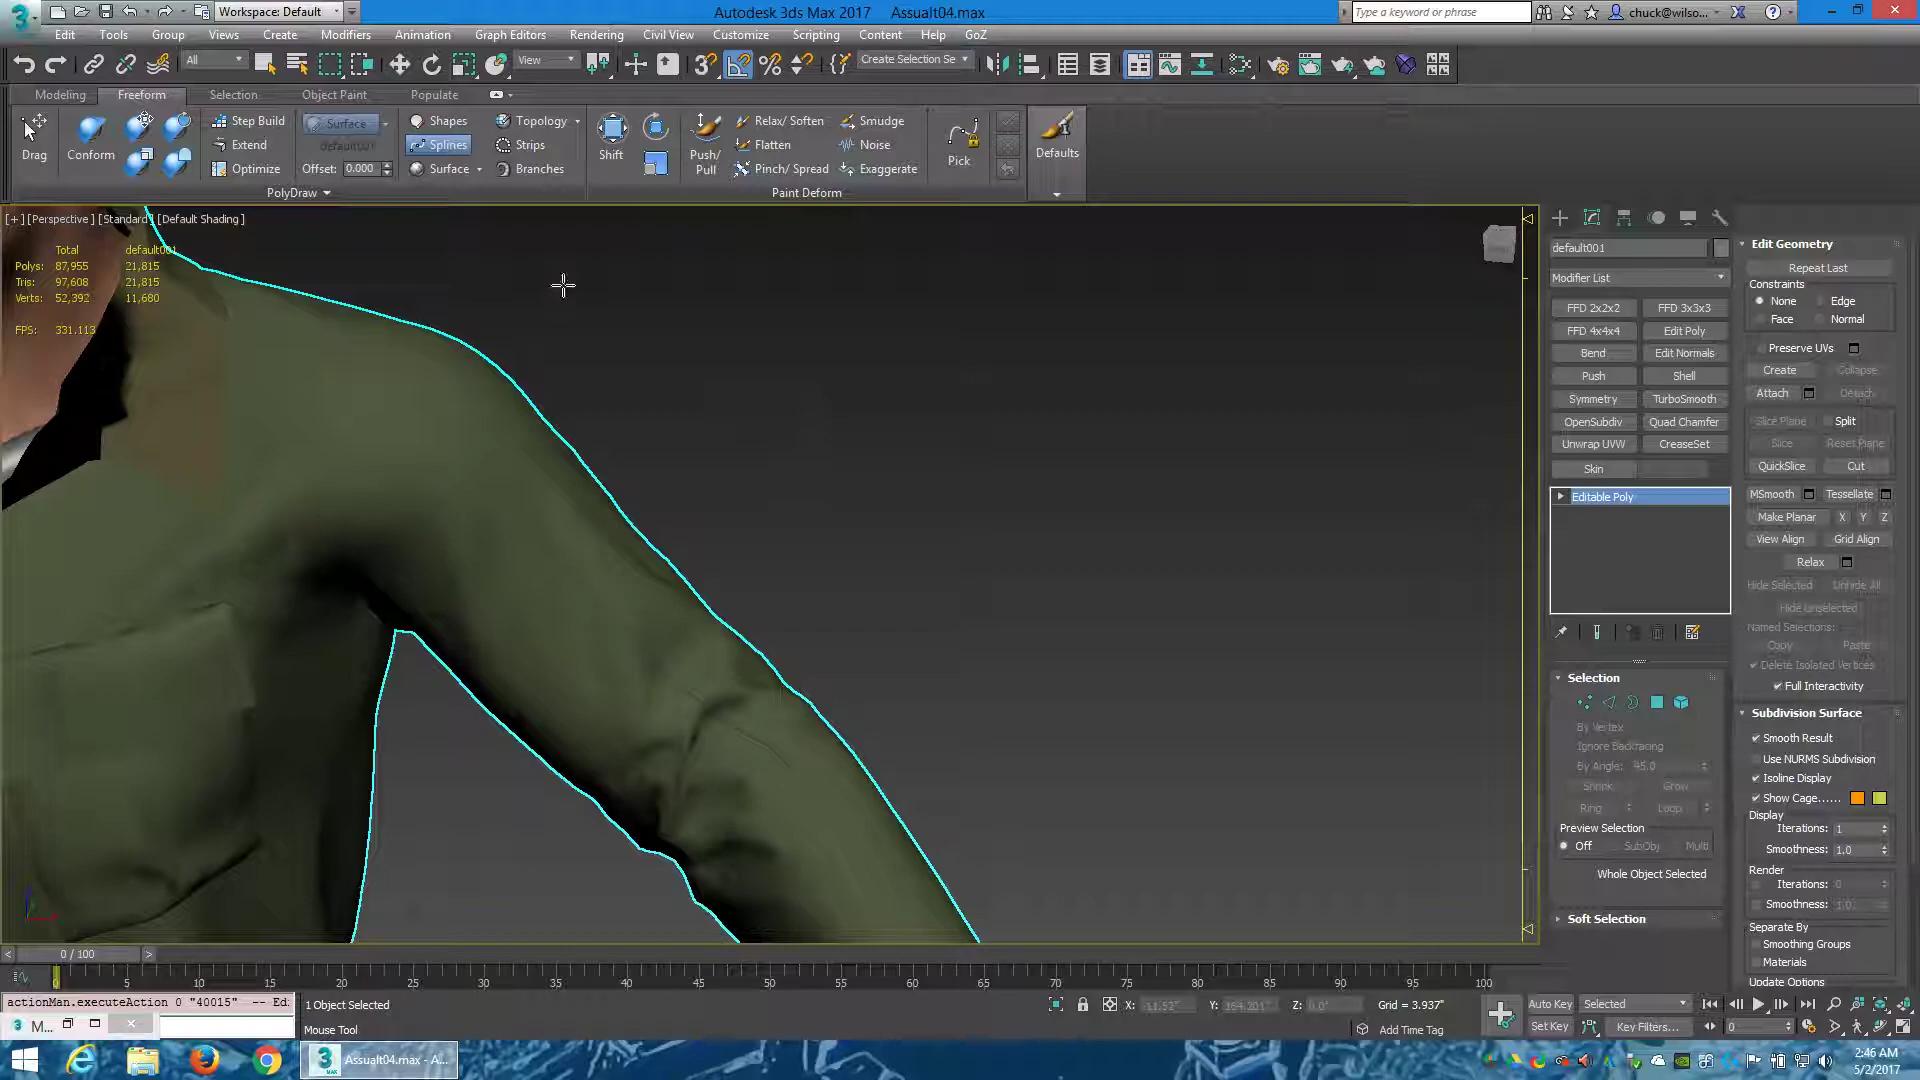 Workspace: Default
Autodesk 3ds Max 2017 Assualt04.max
Type a keyword or phrase
chuck@wilso...
Edit Tools Group Views Create Modifiers Animation Graph Editors Rendering Civil View Customize Scripting Content Help GoZ
All View Create Selection Se
Modeling Freeform Selection Object Paint Populate
Drag Conform Step Build Extend Optimize Surface default001 Offset: 0.000
Shapes Splines Surface Topology Strips Branches
Shift Push/ Pull Relax/ Soften Flatten Pinch/ Spread Smudge Noise Exaggerate
Pick Defaults
PolyDraw Paint Deform
[+] [Perspective] [Standard] [Default Shading]
Total default001
Polys: 87,955 21,815
Tris: 97,608 21,815
Verts: 52,392 11,680
FPS: 331.113
default001
Modifier List
FFD 2x2x2 FFD 3x3x3
FFD 4x4x4 Edit Poly
Bend Edit Normals
Push Shell
Symmetry TurboSmooth
OpenSubdiv Quad Chamfer
Unwrap UVW CreaseSet
Skin
Editable Poly
Selection
By Vertex
Ignore Backfacing
By Angle: 45.0
Shrink Grow
Ring Loop
Preview Selection
Off SubObj Multi
Whole Object Selected
Soft Selection
Edit Geometry
Repeat Last
Constraints
None Edge
Face Normal
Preserve UVs
Create Collapse
Attach Detach
Slice Plane Split
Slice Reset Plane
QuickSlice Cut
MSmooth Tessellate
Make Planar X Y Z
View Align Grid Align
Relax
Hide Selected Unhide All
Hide Unselected
Named Selections:
Copy Paste
Delete Isolated Vertices
Full Interactivity
Subdivision Surface
Smooth Result
Use NURMS Subdivision
Isoline Display
Show Cage......
Display
Iterations: 1
Smoothness: 1.0
Render
Iterations: 0
Smoothness: 1.0
Separate By
Smoothing Groups
Materials
Update Options
< 0 / 100 >
0 5 10 15 20 25 30 35 40 45 50 55 60 65 70 75 80 85 90 95 100
actionMan.executeAction 0 "40015" -- Ed
1 Object Selected
X: Y: Z: 0.0" Grid = 3.937"
Auto Key Selected
M...
Mouse Tool
Add Time Tag
Set Key Key Filters... 0
Assualt04.max - A...
2:46 AM
5/2/2017